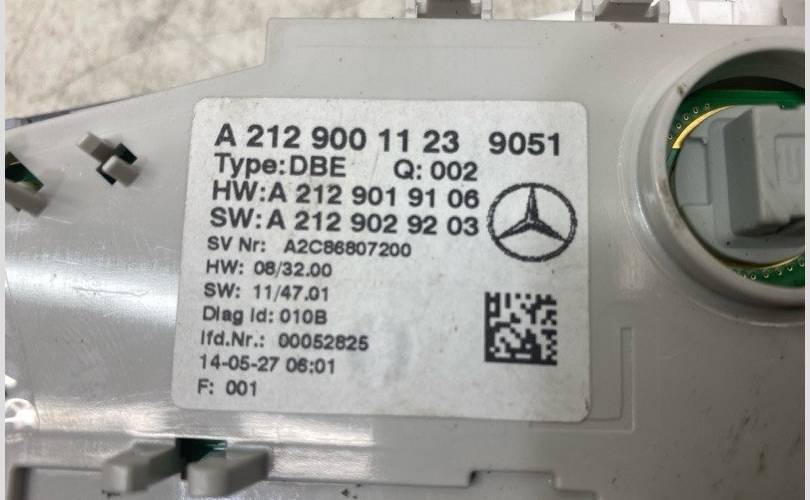 A 212 900 11 23 9051
Type:DBE Q: 002
HW:A 212 901 91 06
SW:A 212 902 92 03
SV Nr: A2C86807200
HW: 08/32.00
SW: 11/47.01
Diag Id: 010B
lfd.Nr.: 00052825
14-05-27 06:01
F: 001